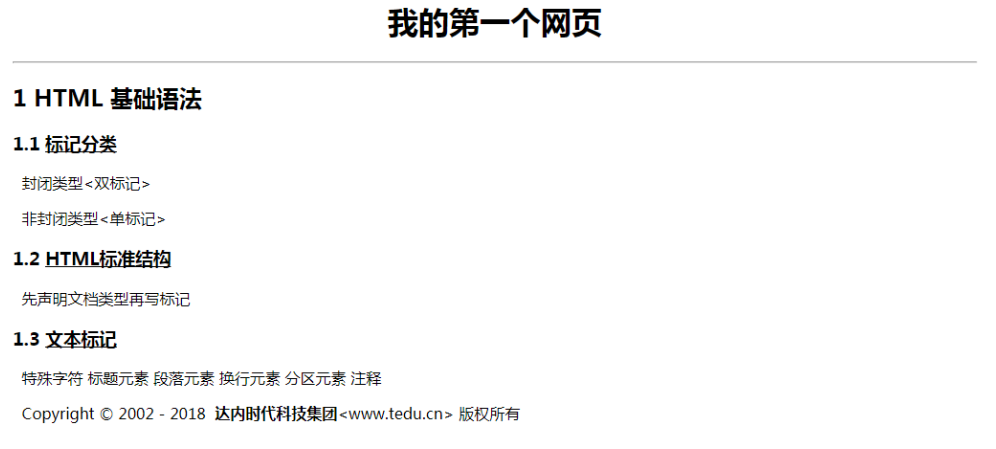 我的第一个网页
1 HTML 基础语法
1.1 标记分类
封闭类型<双标记>
非封闭类型<单标记>
1.2 HTML标准结构
先声明文档类型再写标记
1.3 文本标记
特殊字符 标题元素 段落元素 换行元素 分区元素 注释
Copyright © 2002 - 2018 达内时代科技集团<www.tedu.cn> 版权所有